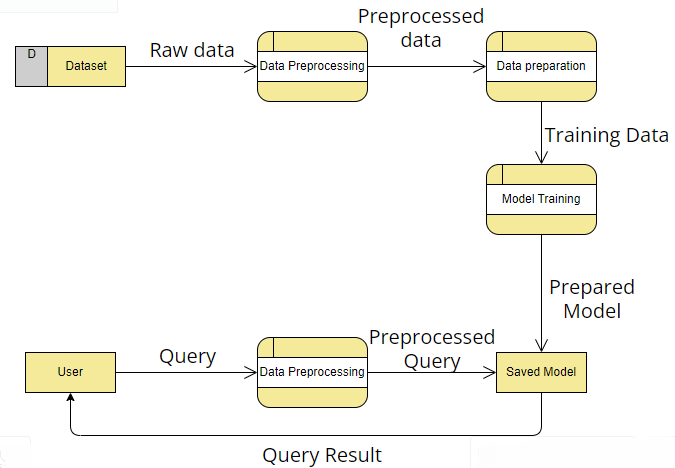 Preprocessed
data
Raw data
D
Dataset
Data Preprocessing
Data preparation
Training Data
Model Training
Prepared
Model
Preprocessed
Query
Query
User
Data Preprocessing
Saved Model
Query Result